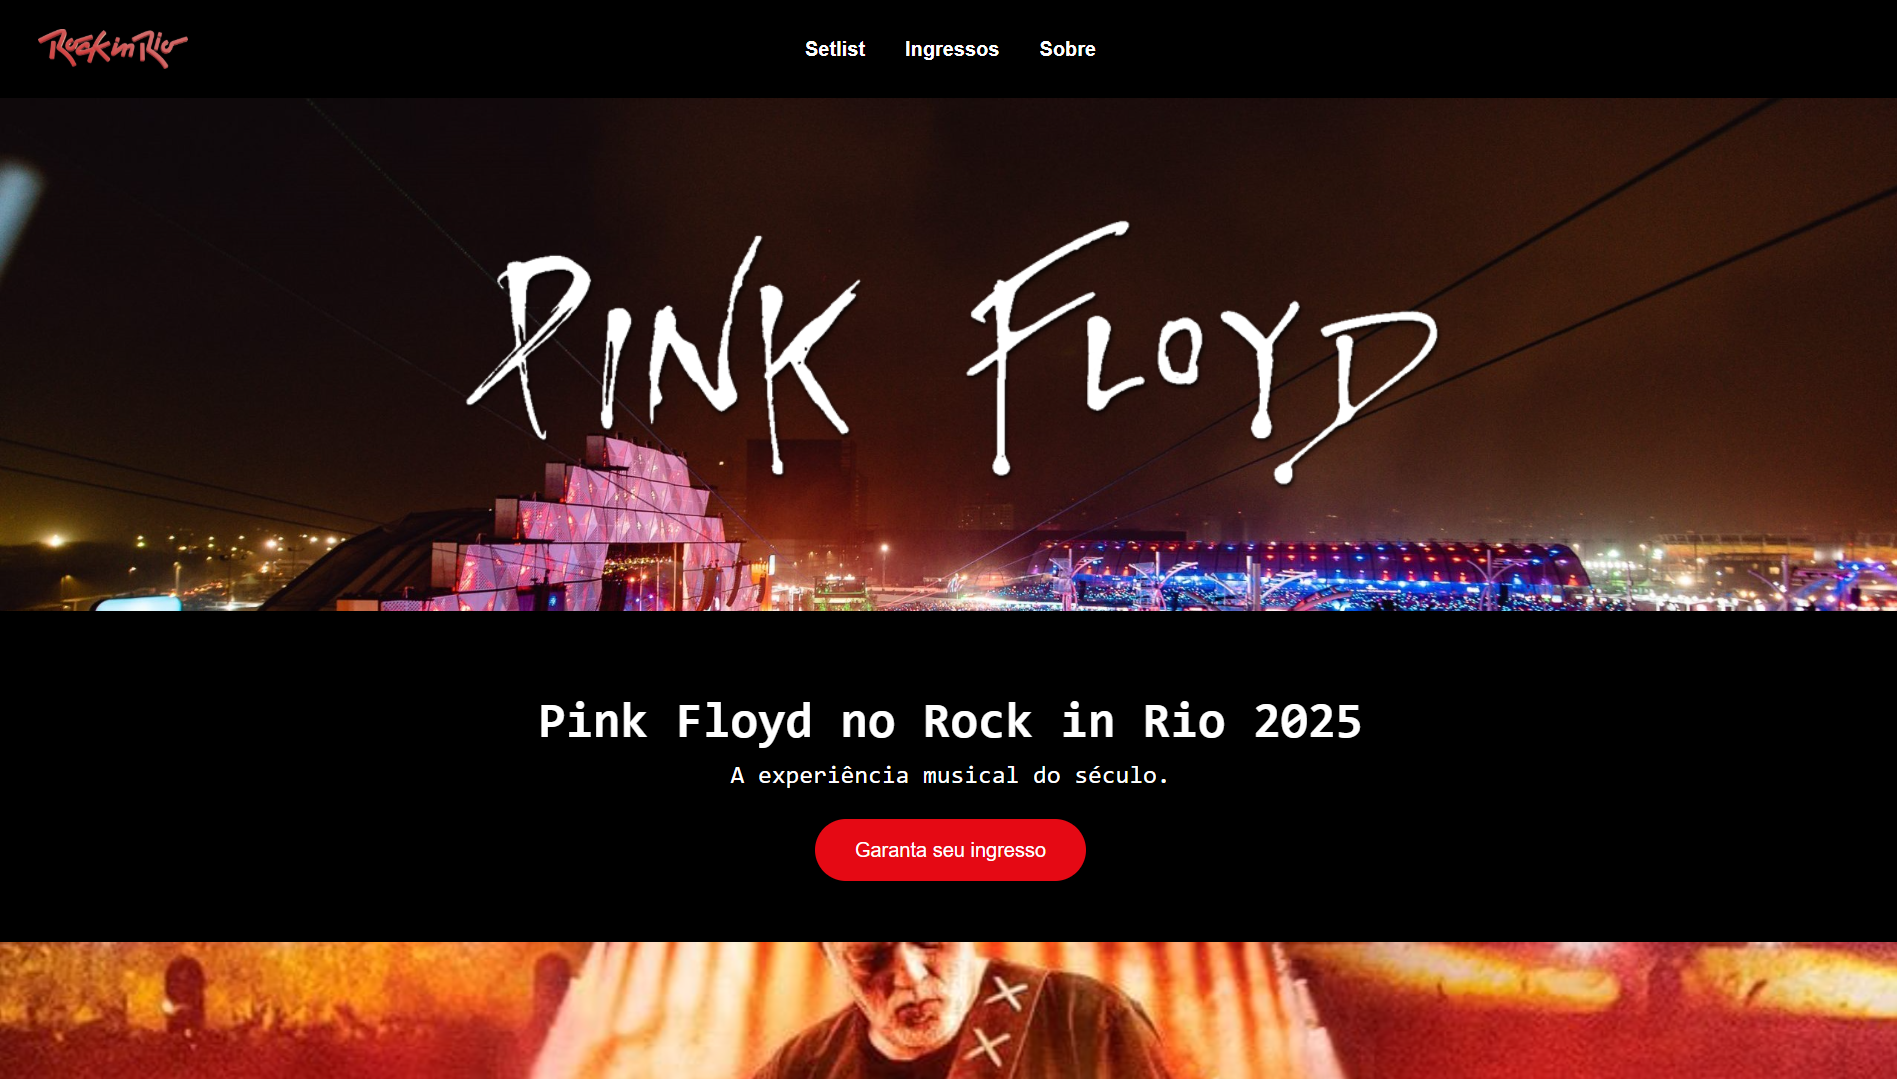 Rock in Rio
Setlist
Ingressos
Sobre
PINK FLOYD
Pink Floyd no Rock in Rio 2025
A experiência musical do século.
Garanta seu ingresso